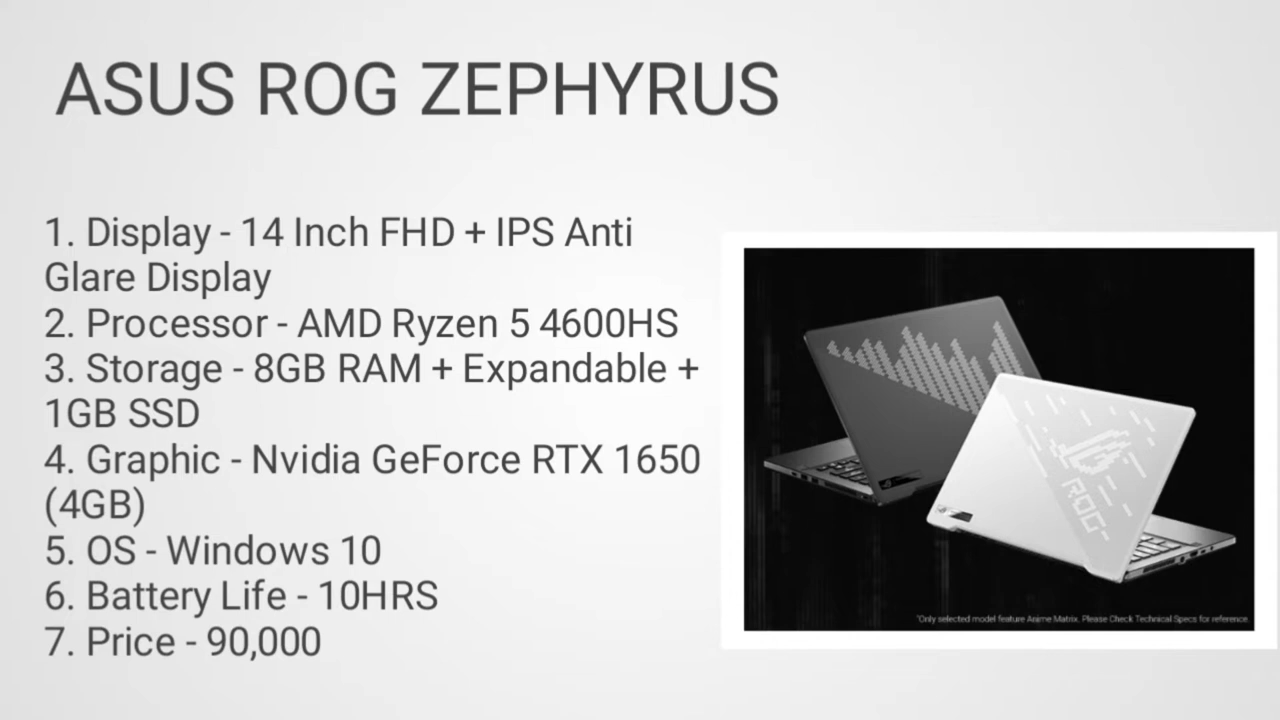 ASUS ROG ZEPHYRUS
1. Display - 14 Inch FHD + IPS Anti
Glare Display
2. Processor - AMD Ryzen 5 4600HS
3. Storage - 8GB RAM + Expandable +
1GB SSD
4. Graphic - Nvidia GeForce RTX 1650
(4GB)
5. OS - Windows 10
6. Battery Life - 10HRS
7. Price - 90,000
ROG
*Only selected model feature Anime Matrix. Please Check Technical Specs for reference.